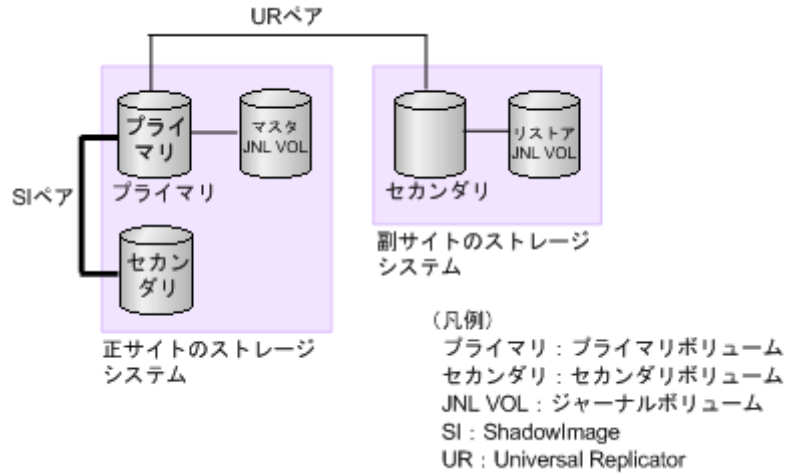 URペア
プライ
マリ
マスタ
JNL VOL
リストア
JNL VOL
プライマリ
セカンダリ
SIペア
セカン
ダリ
副サイトのストレージ
システム
正サイトのストレージ
システム
（凡例）
プライマリ：プライマリボリューム
セカンダリ：セカンダリボリューム
JNL VOL：ジャーナルボリューム
SI：ShadowImage
UR：Universal Replicator